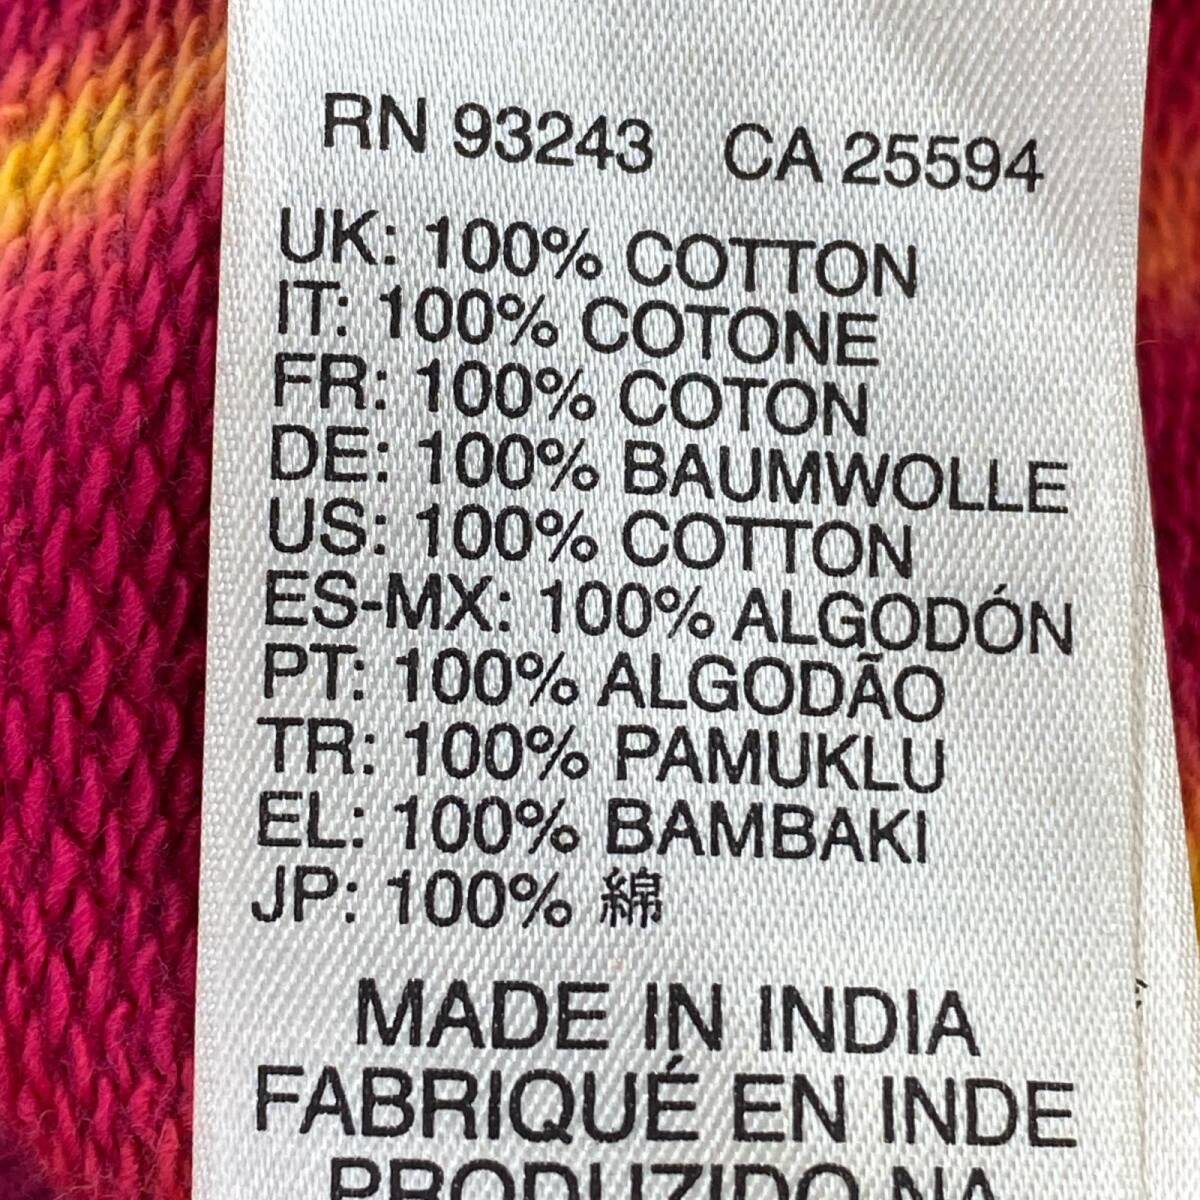 RN 93243 CA 25594
UK: 100% COTTON
IT: 100% COTONE
FR: 100% COTON
DE: 100% BAUMWOLLE
US: 100% COTTON
ES-MX: 100% ALGODÓN
PT: 100% ALGODÃO
TR: 100% PAMUKLU
EL: 100% BAMBAKI
JP: 100% 綿
MADE IN INDIA
FABRIQUÉ EN INDE
PRODUZIDO NA